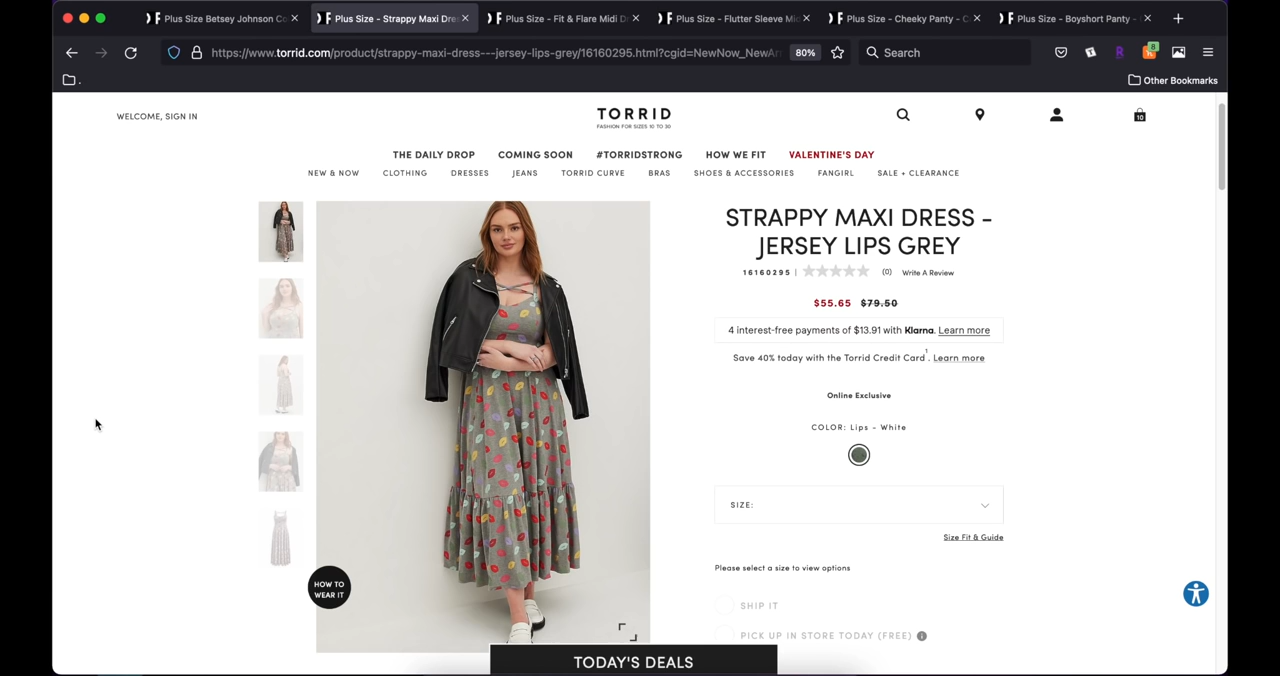 Plus Size Betsey Johnson Co
Plus Size - Strappy Maxi Dre
Plus Size - Fit & Flare Midi D
Plus Size - Flutter Sleeve Mi
Plus Size - Cheeky Panty - C
Plus Size - Boyshort Panty -
https://www.torrid.com/product/strappy-maxi-dress---jersey-lips-grey/16160295.html?cgid=NewNow_NewAr
80%
Search
8
Other Bookmarks
WELCOME, SIGN IN
TORRID
FASHION FOR SIZES 10 TO 30
10
THE DAILY DROP COMING SOON #TORRIDSTRONG HOW WE FIT VALENTINE'S DAY
NEW & NOW CLOTHING DRESSES JEANS TORRID CURVE BRAS SHOES & ACCESSORIES FANGIRL SALE + CLEARANCE
STRAPPY MAXI DRESS -
JERSEY LIPS GREY
16160295 | (0) Write A Review
$55.65 $79.50
4 interest-free payments of $13.91 with Klarna. Learn more
Save 40% today with the Torrid Credit Card1. Learn more
Online Exclusive
COLOR: Lips - White
SIZE:
Size Fit & Guide
Please select a size to view options
SHIP IT
PICK UP IN STORE TODAY (FREE)
HOW TO
WEAR IT
TODAY'S DEALS